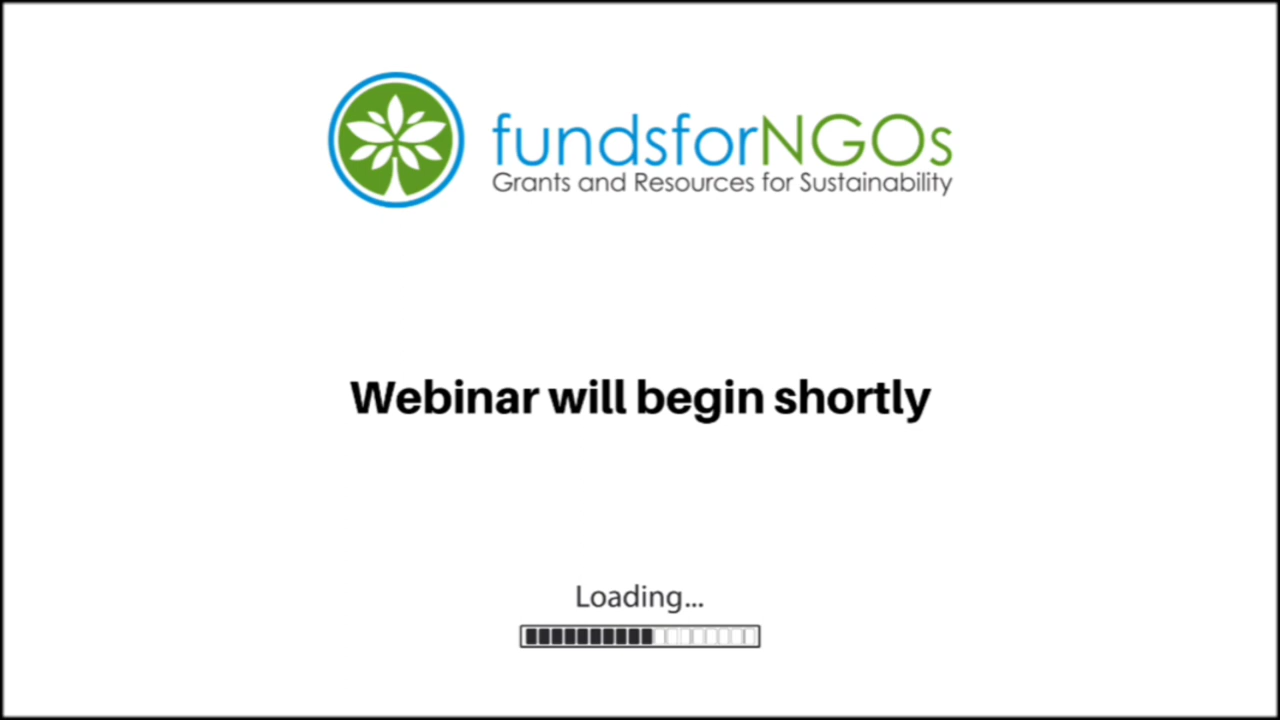 fundsforNGOs
Grants and Resources for Sustainability
Webinar will begin shortly
Loading...